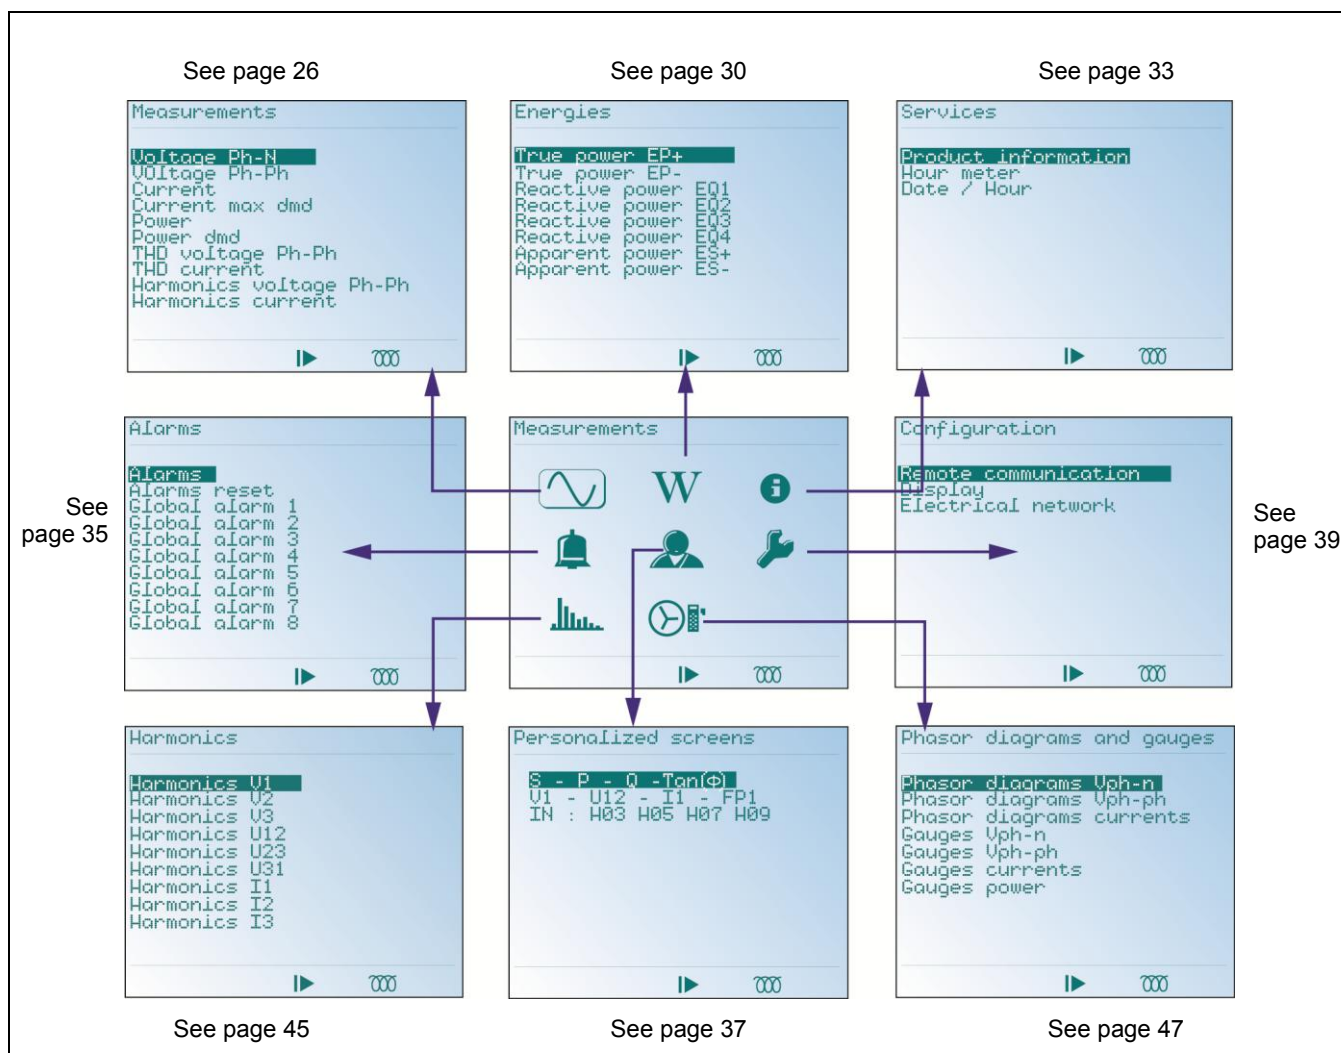 See page 26
See page 30
See page 33
Measurements
Voltage Ph-N
VOltage Ph-Ph
Current
Current max dmd
Power
Power dmd
THD voltage Ph-Ph
THD current
Harmonics voltage Ph-Ph
Harmonics current
Energies
True power EP+
True power EP-
Reactive power EQ1
Reactive power EQ2
Reactive power EQ3
Reactive power EQ4
Apparent power ES+
Apparent power ES-
Services
Product information
Hour meter
Date / Hour
See
page 35
Alarms
Alarms
Alarms reset
Global alarm 1
Global alarm 2
Global alarm 3
Global alarm 4
Global alarm 5
Global alarm 6
Global alarm 7
Global alarm 8
Measurements
W
Configuration
Remote communication
Display
Electrical network
See
page 39
Harmonics
Harmonics V1
Harmonics V2
Harmonics V3
Harmonics U12
Harmonics U23
Harmonics U31
Harmonics I1
Harmonics I2
Harmonics I3
Personalized screens
S - P - Q -Tan(Φ)
V1 - U12 - I1 - FP1
IN : H03 H05 H07 H09
Phasor diagrams and gauges
Phasor diagrams Vph-n
Phasor diagrams Vph-ph
Phasor diagrams currents
Gauges Vph-n
Gauges Vph-ph
Gauges currents
Gauges power
See page 45
See page 37
See page 47